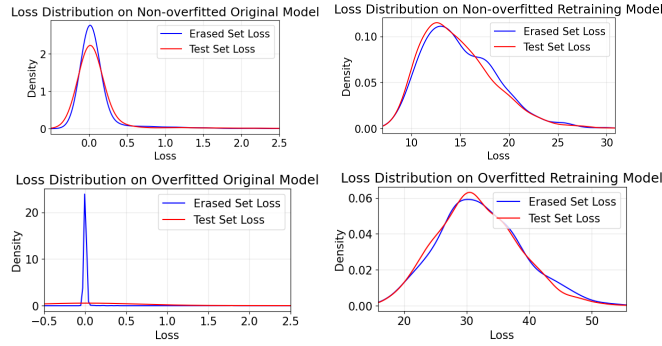 Loss Distribution on Non-overfitted Original Model
Density
2
1
0
0.0
0.5
1.0
1.5
2.0
2.5
Loss
Erased Set Loss
Test Set Loss
Loss Distribution on Non-overfitted Retraining Model
Density
0.10
0.05
0.00
10
15
20
25
30
Loss
Erased Set Loss
Test Set Loss
Loss Distribution on Overfitted Original Model
Density
20
10
0
−0.5
0.0
0.5
1.0
1.5
2.0
2.5
Loss
Erased Set Loss
Test Set Loss
Loss Distribution on Overfitted Retraining Model
Density
0.06
0.04
0.02
0.00
20
30
40
50
Loss
Erased Set Loss
Test Set Loss